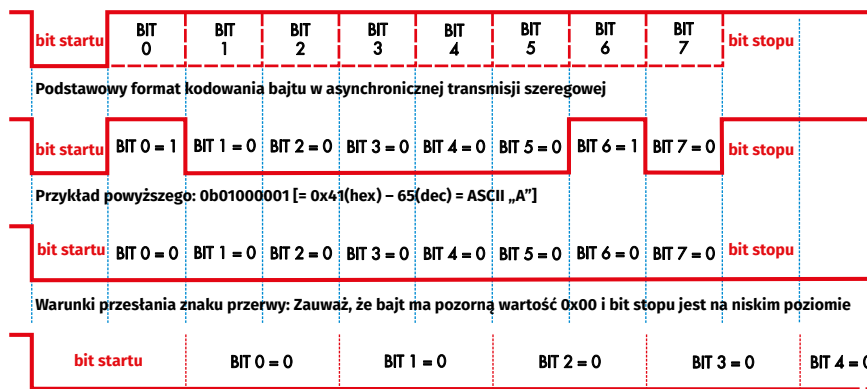 bit startu BIT 0 BIT 1 BIT 2 BIT 3 BIT 4 BIT 5 BIT 6 BIT 7 bit stopu
Podstawowy format kodowania bajtu w asynchronicznej transmisji szeregowej
bit startu BIT 0 = 1 BIT 1 = 0 BIT 2 = 0 BIT 3 = 0 BIT 4 = 0 BIT 5 = 0 BIT 6 = 1 BIT 7 = 0 bit stopu
Przykład powyższego: 0b01000001 [= 0x41(hex) – 65(dec) = ASCII „A”]
bit startu BIT 0 = 0 BIT 1 = 0 BIT 2 = 0 BIT 3 = 0 BIT 4 = 0 BIT 5 = 0 BIT 6 = 0 BIT 7 = 0 bit stopu
Warunki przesłania znaku przerwy: Zauważ, że bajt ma pozorną wartość 0x00 i bit stopu jest na niskim poziomie
bit startu BIT 0 = 0 BIT 1 = 0 BIT 2 = 0 BIT 3 = 0 BIT 4 = 0